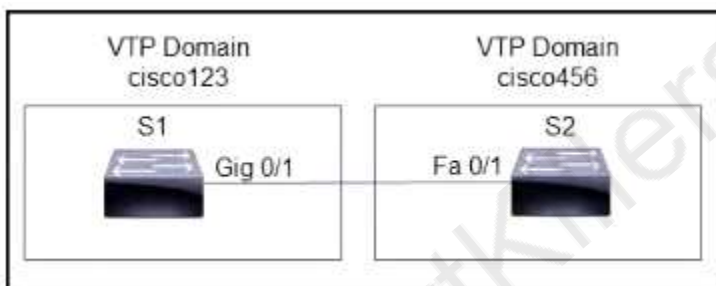 VTP Domain
cisco123
VTP Domain
cisco456
S1
S2
Gig 0/1
Fa 0/1